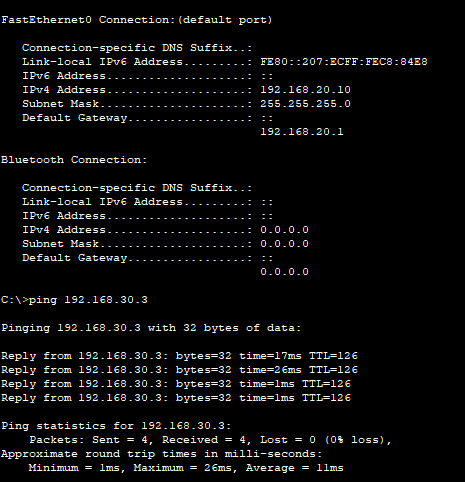 FastEthernet0 Connection:(default port)
Connection-specific DNS Suffix..:
Link-local IPv6 Address.........: FE80::207:ECFF:FEC8:84E8
IPv6 Address....................: ::
IPv4 Address....................: 192.168.20.10
Subnet Mask.....................: 255.255.255.0
Default Gateway.................: ::
192.168.20.1
Bluetooth Connection:
Connection-specific DNS Suffix..:
Link-local IPv6 Address.........: ::
IPv6 Address....................: ::
IPv4 Address....................: 0.0.0.0
Subnet Mask.....................: 0.0.0.0
Default Gateway.................: ::
0.0.0.0
C:\>ping 192.168.30.3
Pinging 192.168.30.3 with 32 bytes of data:
Reply from 192.168.30.3: bytes=32 time=17ms TTL=126
Reply from 192.168.30.3: bytes=32 time=26ms TTL=126
Reply from 192.168.30.3: bytes=32 time=1ms TTL=126
Reply from 192.168.30.3: bytes=32 time=1ms TTL=126
Ping statistics for 192.168.30.3:
Packets: Sent = 4, Received = 4, Lost = 0 (0% loss),
Approximate round trip times in milli-seconds:
Minimum = 1ms, Maximum = 26ms, Average = 11ms